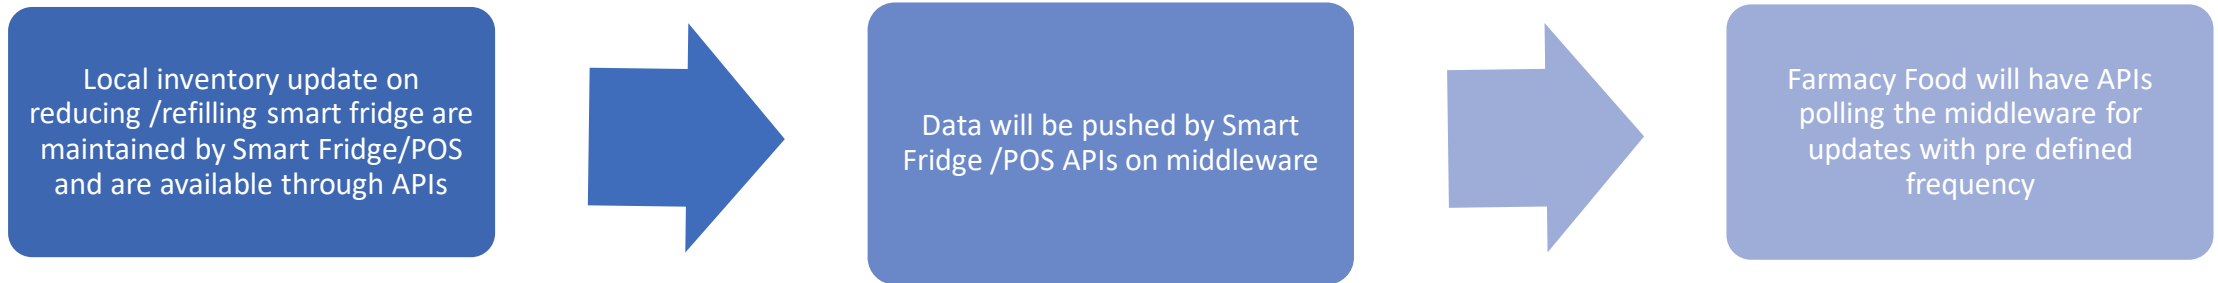 Local inventory update on
reducing /refilling smart fridge are
maintained by Smart Fridge/POS
and are available through APIs
Data will be pushed by Smart
Fridge /POS APIs on middleware
Farmacy Food will have APIs
polling the middleware for
updates with pre defined
frequency